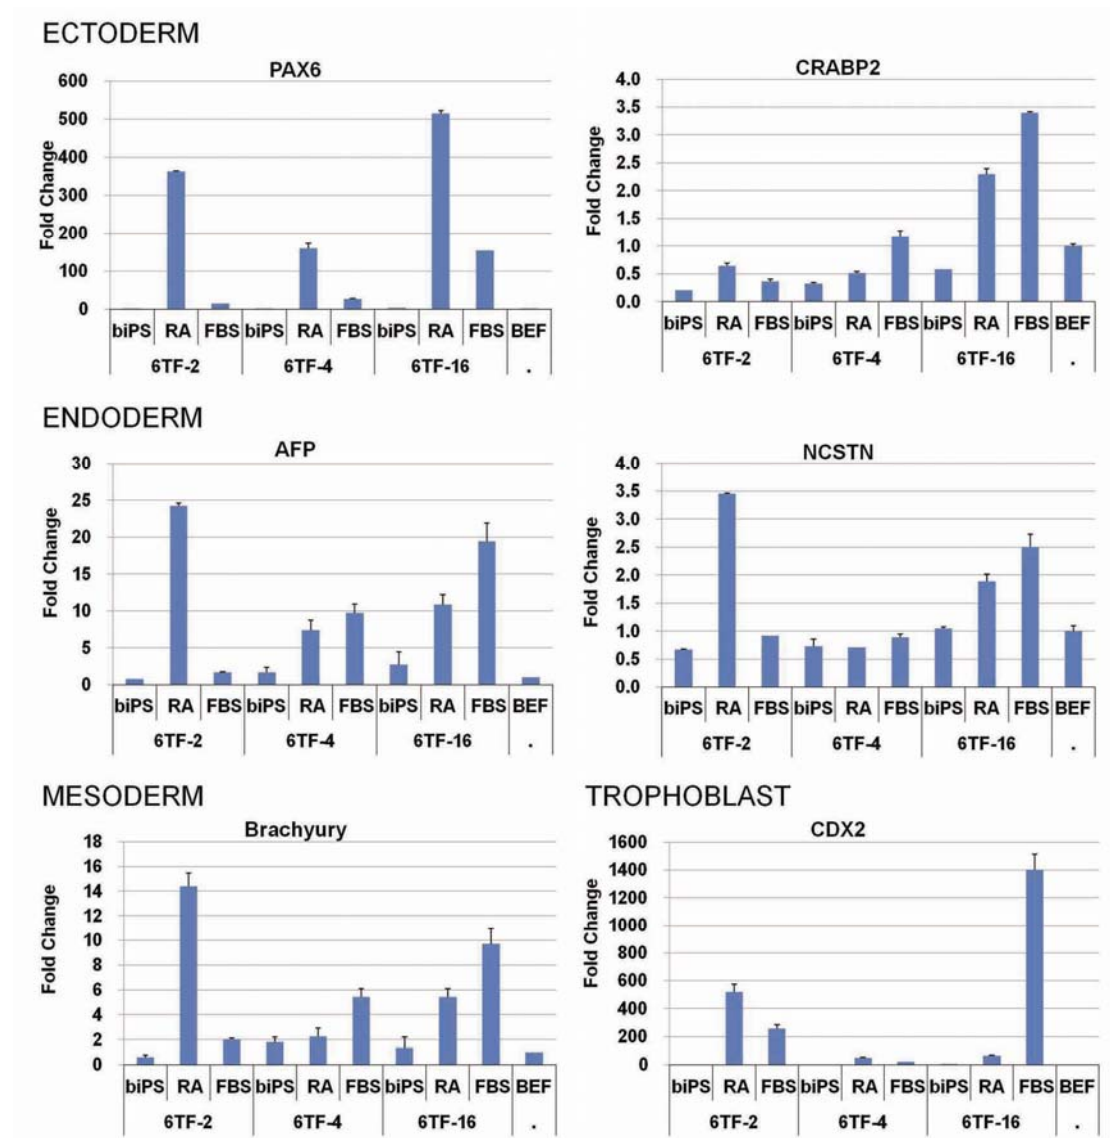 ECTODERM
PAX6
Fold Change
600
500
400
300
200
100
0
biPS RA FBS biPS RA FBS biPS RA FBS BEF
6TF-2 6TF-4 6TF-16 .
CRABP2
Fold Change
4.0
3.5
3.0
2.5
2.0
1.5
1.0
0.5
0.0
biPS RA FBS biPS RA FBS biPS RA FBS BEF
6TF-2 6TF-4 6TF-16 .
ENDODERM
AFP
Fold Change
30
25
20
15
10
5
0
biPS RA FBS biPS RA FBS biPS RA FBS BEF
6TF-2 6TF-4 6TF-16 .
NCSTN
Fold Change
4.0
3.5
3.0
2.5
2.0
1.5
1.0
0.5
0.0
biPS RA FBS biPS RA FBS biPS RA FBS BEF
6TF-2 6TF-4 6TF-16 .
MESODERM
Brachyury
Fold Change
18
16
14
12
10
8
6
4
2
0
biPS RA FBS biPS RA FBS biPS RA FBS BEF
6TF-2 6TF-4 6TF-16 .
TROPHOBLAST
CDX2
Fold Change
1600
1400
1200
1000
800
600
400
200
0
biPS RA FBS biPS RA FBS biPS RA FBS BEF
6TF-2 6TF-4 6TF-16 .